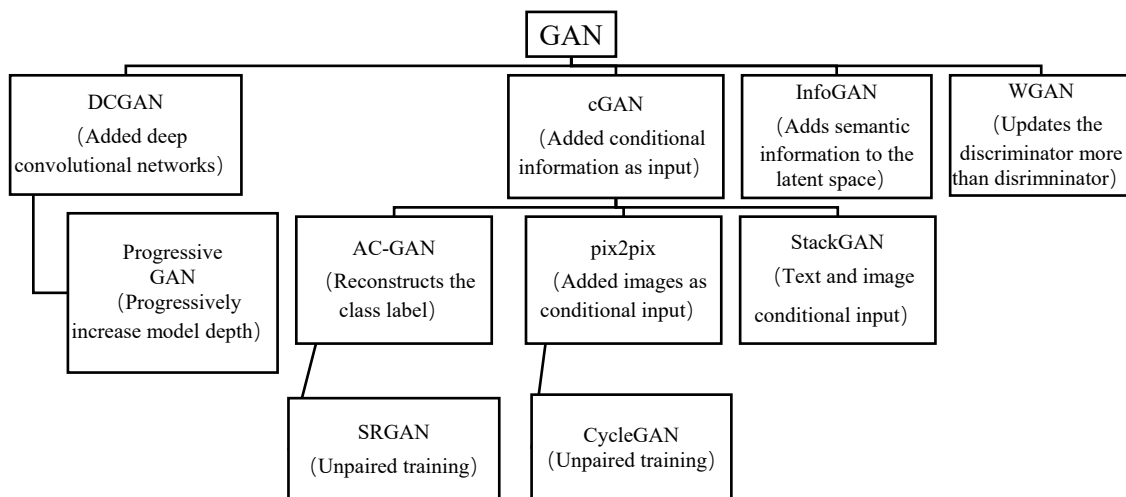 GAN
DCGAN
（Added deep
convolutional networks）
cGAN
（Added conditional
information as input）
InfoGAN
（Adds semantic
information to the
latent space）
WGAN
（Updates the
discriminator more
than disrimninator）
Progressive
GAN
（Progressively
increase model depth）
AC-GAN
（Reconstructs the
class label）
pix2pix
（Added images as
conditional input）
StackGAN
（Text and image
conditional input）
SRGAN
（Unpaired training）
CycleGAN
（Unpaired training）